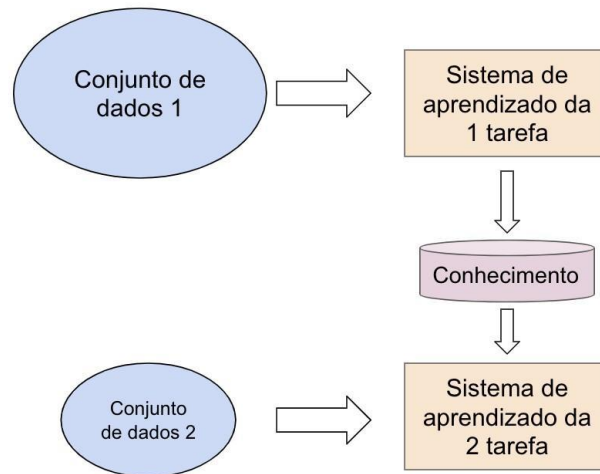 Conjunto de
dados 1
Sistema de
aprendizado da
1 tarefa
Conhecimento
Conjunto
de dados 2
Sistema de
aprendizado da
2 tarefa